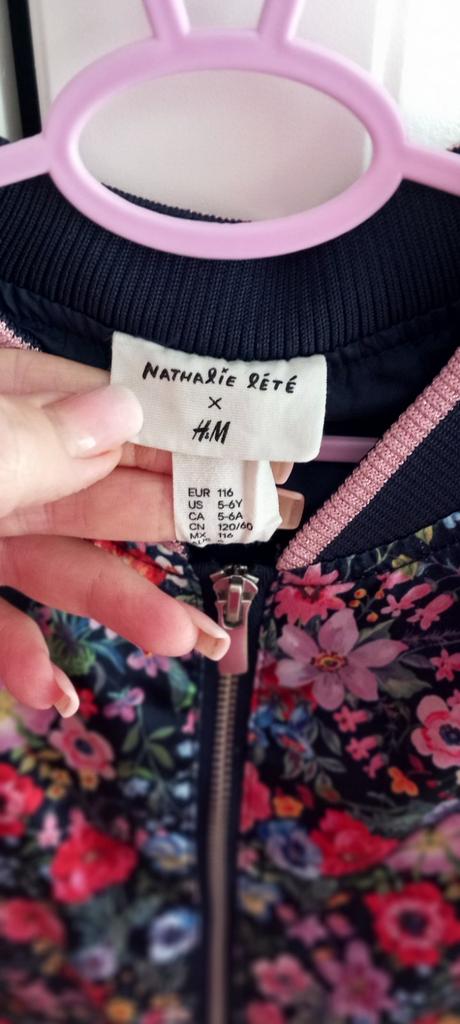 NATHALiE LÉTÉ
×
H&M
EUR 116
US 5-6Y
CA 5-6A
CN 120/60
MX 116